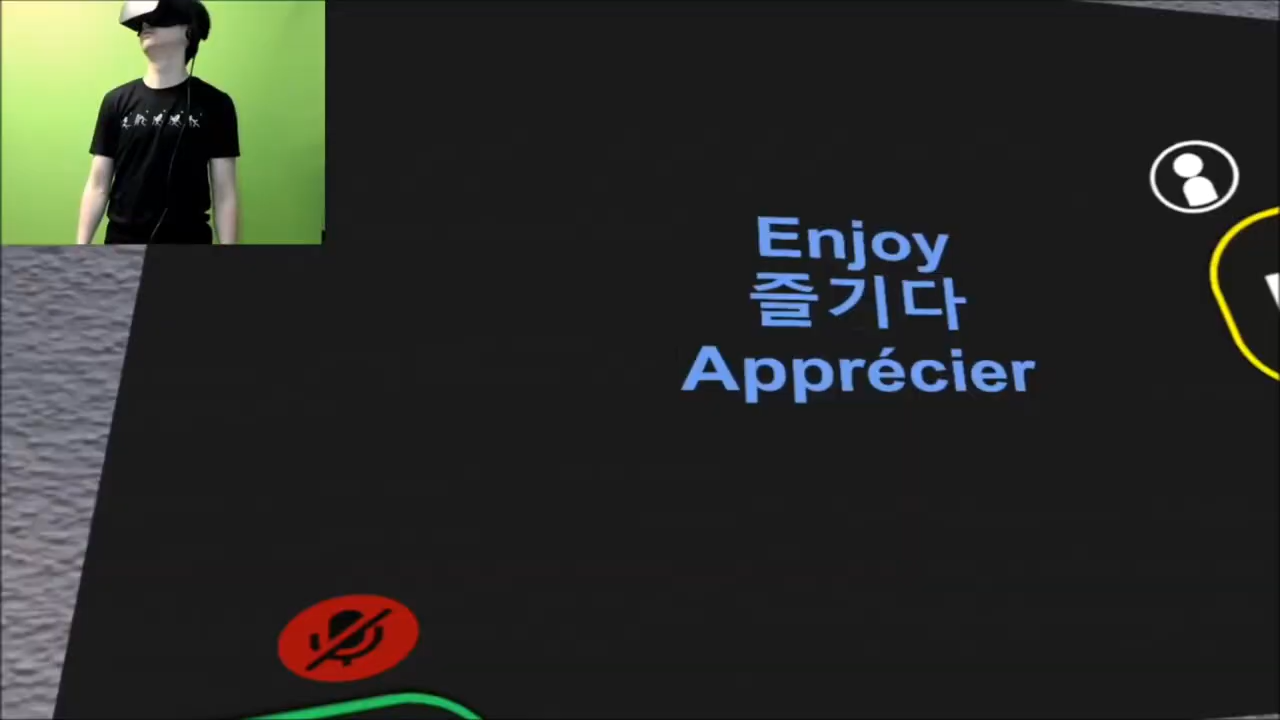 Enjoy
즐기다
Apprécier